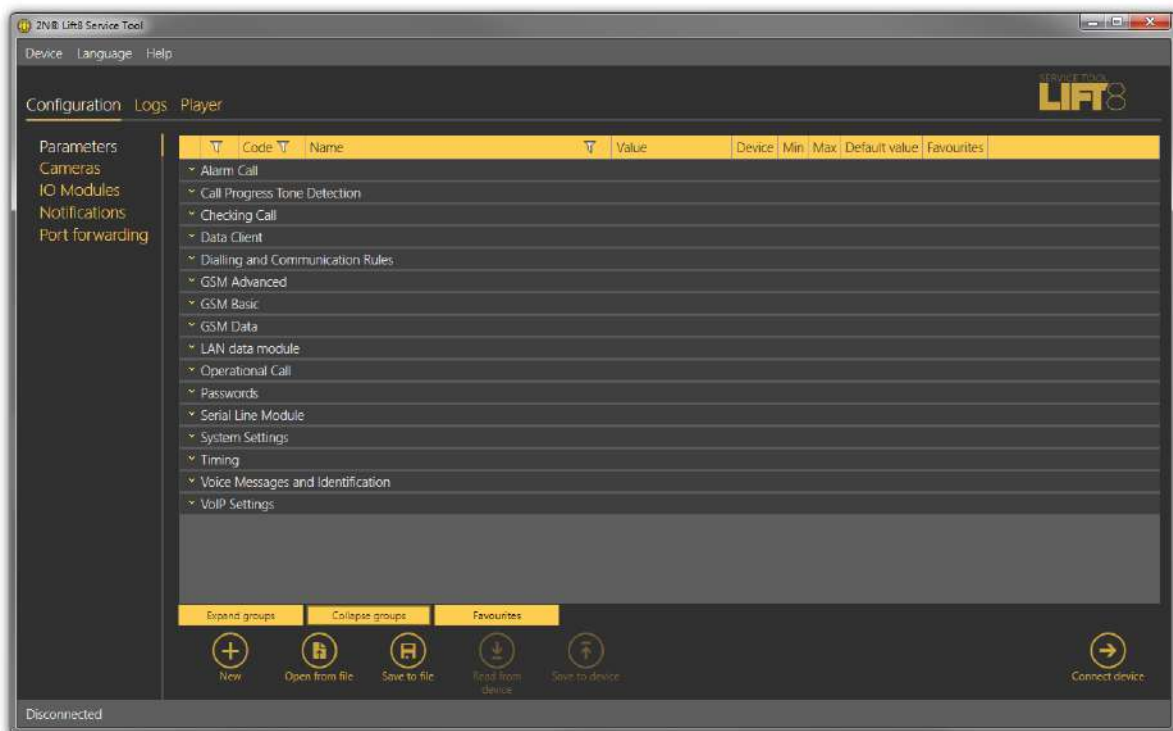 2N® Lift8 Service Tool
Device Language Help
SERVICE TOOL
LIFT8
Configuration Logs Player
Parameters
Cameras
IO Modules
Notifications
Port forwarding
Code Name Value Device Min Max Default value Favourites
Alarm Call
Call Progress Tone Detection
Checking Call
Data Client
Dialling and Communication Rules
GSM Advanced
GSM Basic
GSM Data
LAN data module
Operational Call
Passwords
Serial Line Module
System Settings
Timing
Voice Messages and Identification
VoIP Settings
Expand groups Collapse groups Favourites
New Open from file Save to file Read from device Save to device Connect device
Disconnected